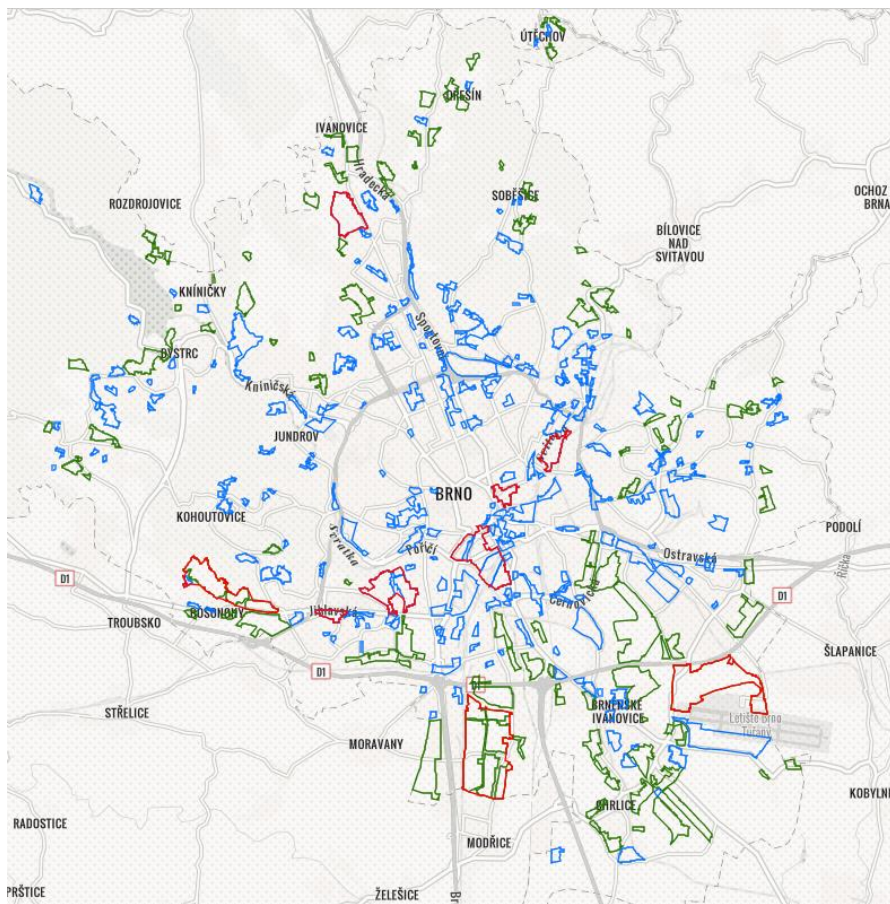 ÚTĚCHOV
OŘEŠÍN
IVANOVICE
Hradecká
ROZDROJOVICE
SOBĚŠICE
OCHOZ
BRNA
BÍLOVICE
NAD
SVITAVOU
KNÍNIČKY
Sportovní
BYSTRC
Kníničská
JUNDROV
BRNO
KOHOUTOVICE
PODOLÍ
Svratka
Poříčí
Ostravská
Říčka
D1
Černovická
D1
BOSONOHY
Jihlavská
TROUBSKO
ŠLAPANICE
D1
STŘELICE
BRNĚNSKÉ
IVANOVICE
Letiště Brno
Tuřany
MORAVANY
KOBYLNI
CHRLICE
RADOSTICE
MODŘICE
PRŠTICE
ŽELEŠICE
Br